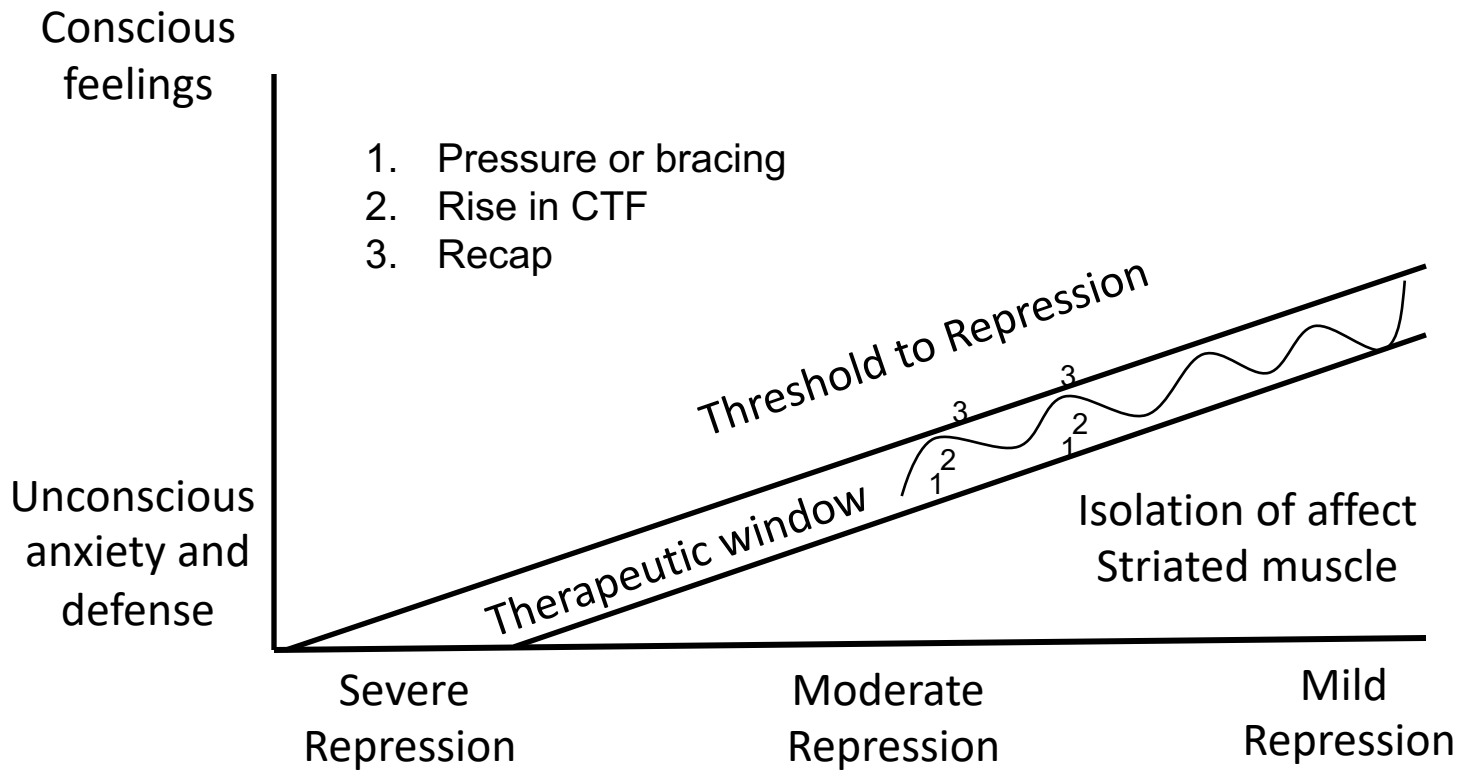 Conscious
feelings
1. Pressure or bracing
2. Rise in CTF
3. Recap
Threshold to Repression
3
3
2
2
1
1
Therapeutic window
Unconscious
anxiety and
defense
Isolation of affect
Striated muscle
Severe
Repression
Moderate
Repression
Mild
Repression